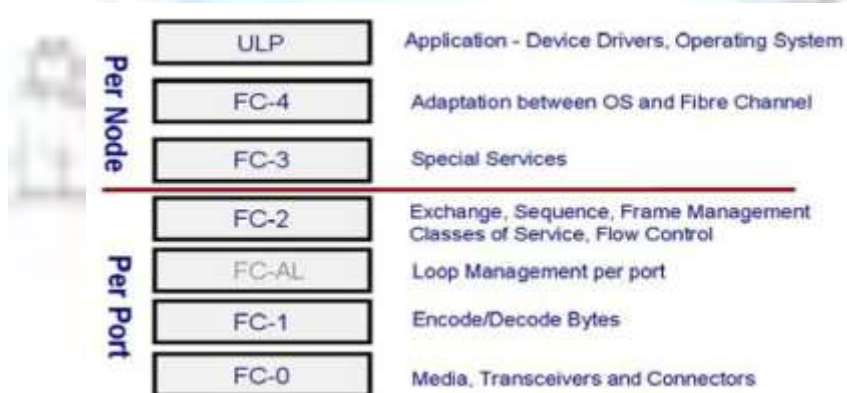 Per Node
ULP Application - Device Drivers, Operating System
FC-4 Adaptation between OS and Fibre Channel
FC-3 Special Services
Per Port
FC-2 Exchange, Sequence, Frame Management
Classes of Service, Flow Control
FC-AL Loop Management per port
FC-1 Encode/Decode Bytes
FC-0 Media, Transceivers and Connectors